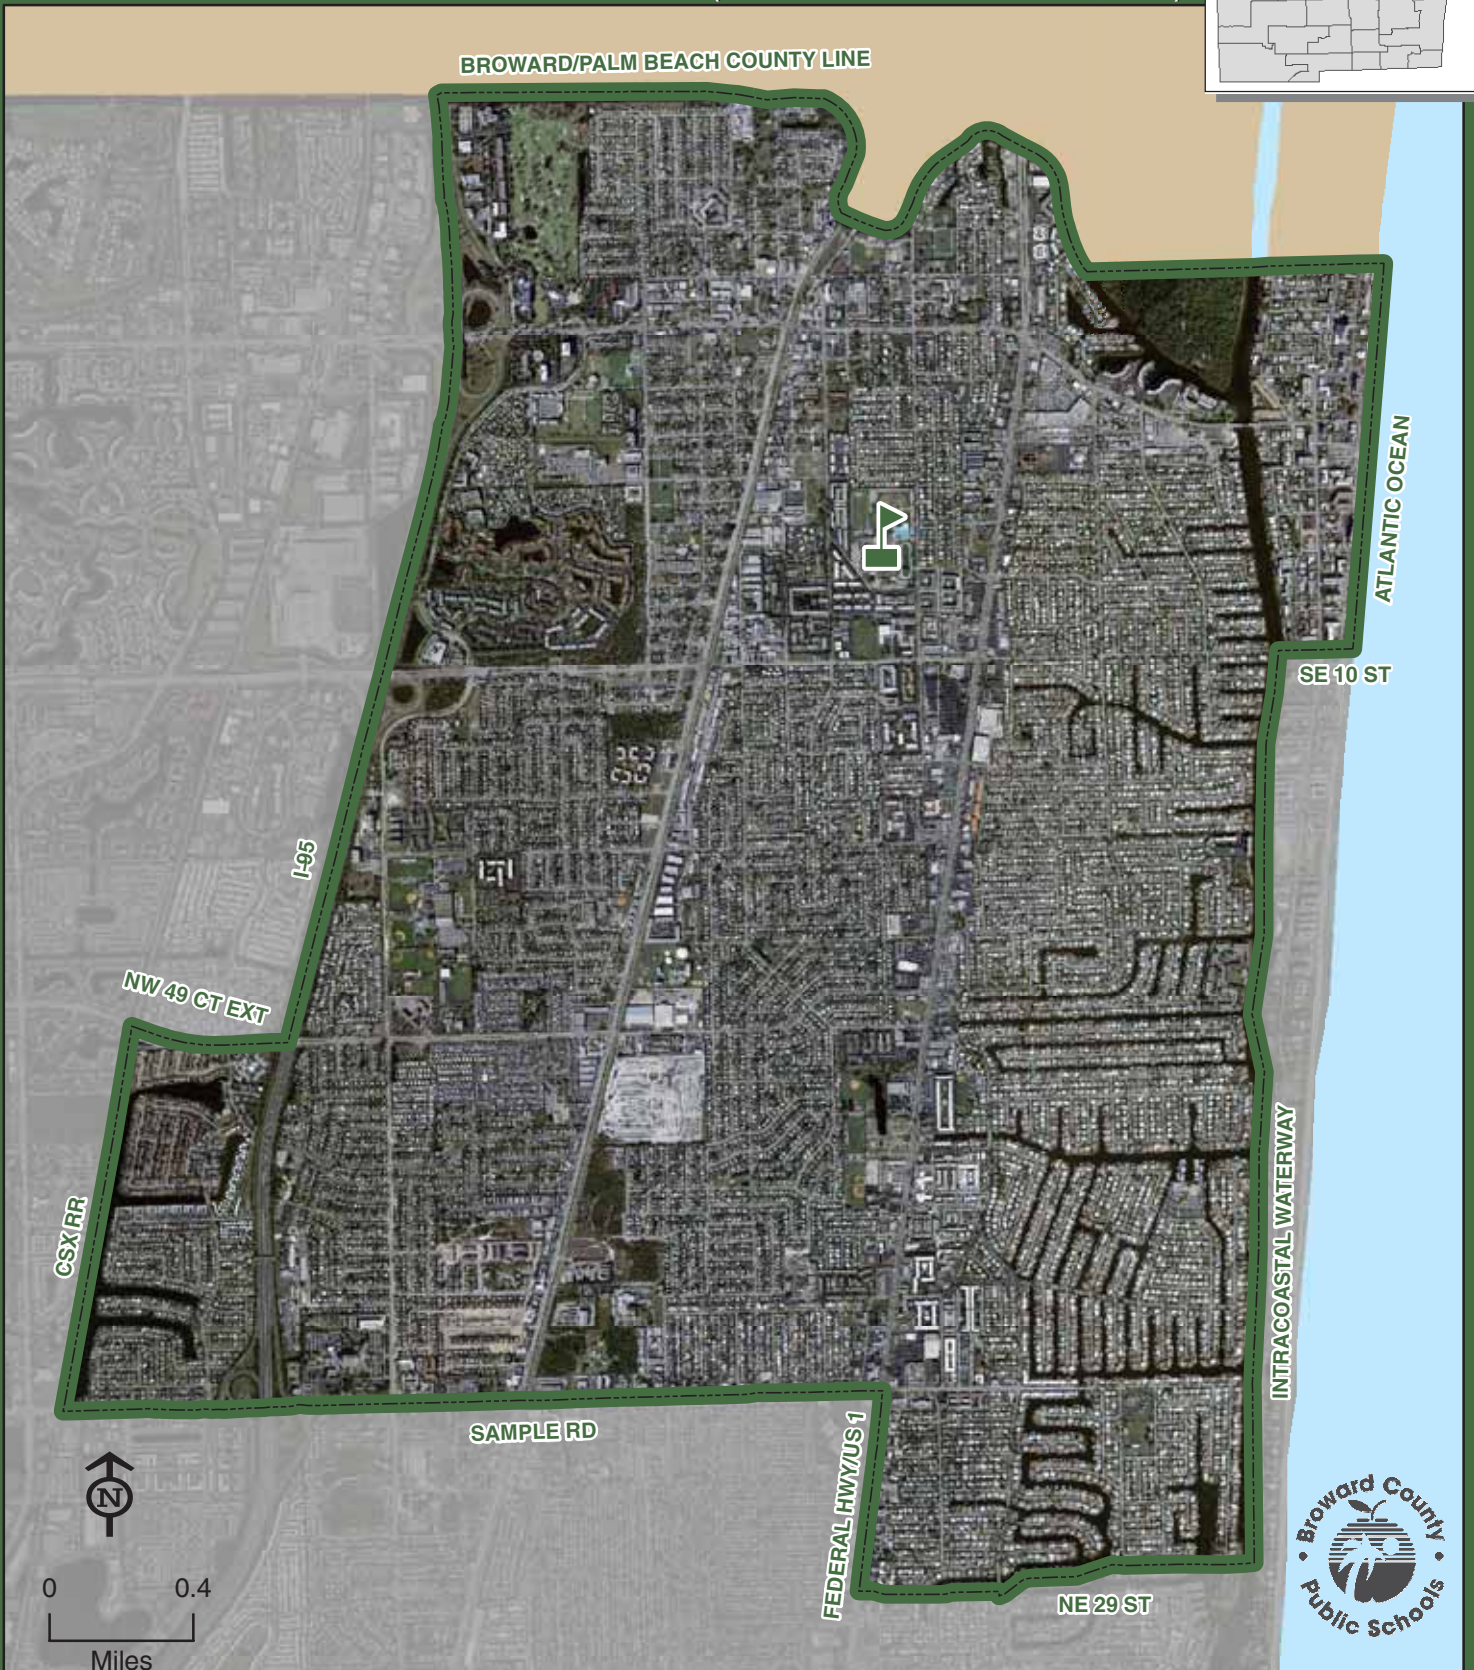 BROWARD/PALM BEACH COUNTY LINE
ATLANTIC OCEAN
SE 10 ST
I-95
NW 49 CT EXT
CSX RR
INTRACOASTAL WATERWAY
SAMPLE RD
FEDERAL HWY/US 1
NE 29 ST
N
0 0.4
Miles
Broward County
Public Schools